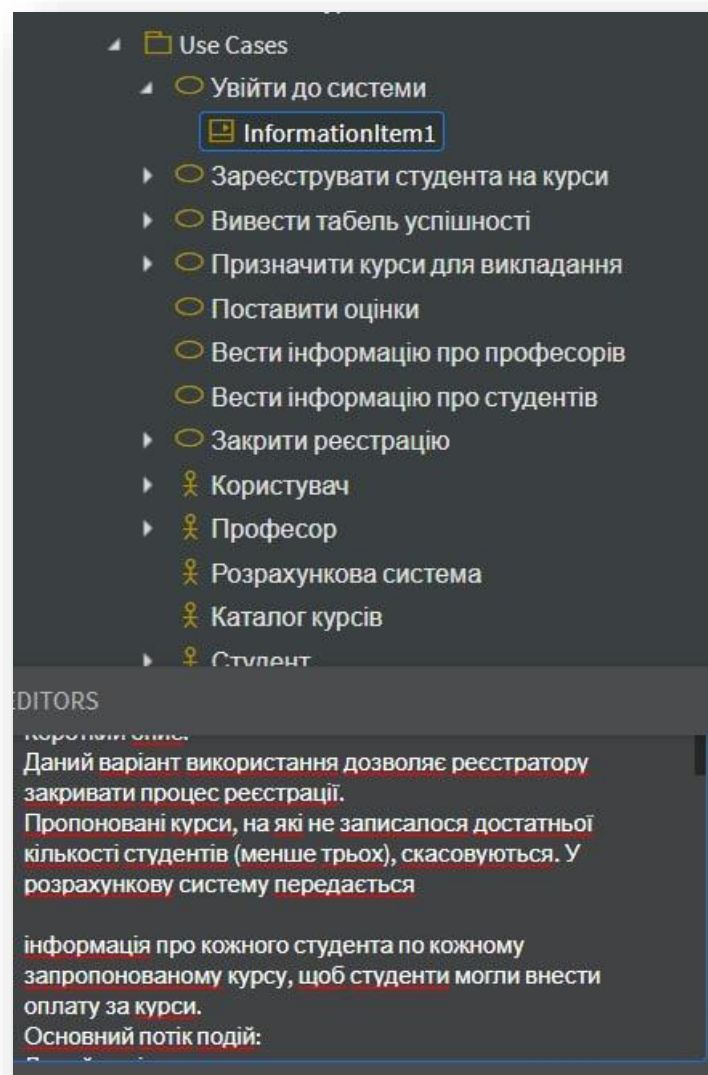 Use Cases
Увійти до системи
InformationItem1
Зареєструвати студента на курси
Вивести табель успішності
Призначити курси для викладання
Поставити оцінки
Вести інформацію про професорів
Вести інформацію про студентів
Закрити реєстрацію
Користувач
Професор
Розрахункова система
Каталог курсів
Студент
EDITORS
Короткий опис.
Даний варіант використання дозволяє реєстратору
закривати процес реєстрації.
Пропоновані курси, на які не записалося достатньої
кількості студентів (менше трьох), скасовуються. У
розрахункову систему передається
інформація про кожного студента по кожному
запропонованому курсу, щоб студенти могли внести
оплату за курси.
Основний потік подій: